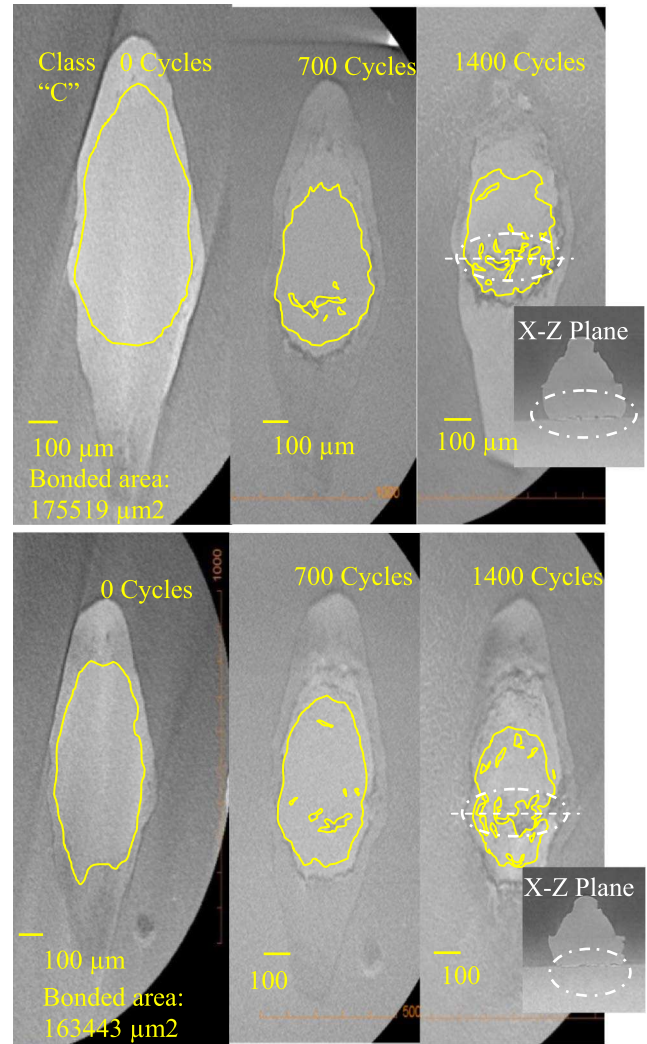 Class
“C”
0 Cycles
700 Cycles
1400 Cycles
X-Z Plane
100 µm
100 µm
100 µm
Bonded area:
175519 µm2
1000
0 Cycles
700 Cycles
1400 Cycles
X-Z Plane
100 µm
100
100
Bonded area:
163443 µm2
500